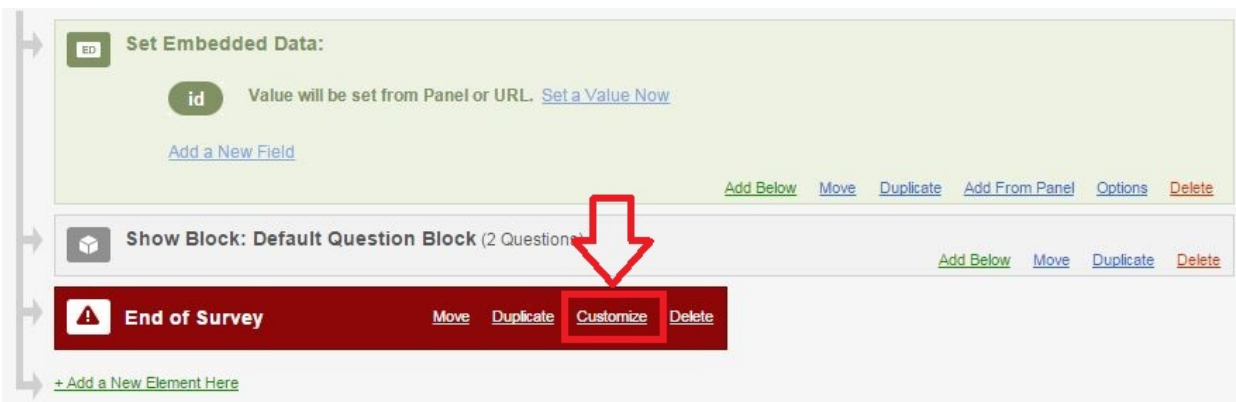 ED Set Embedded Data:
id Value will be set from Panel or URL. Set a Value Now
Add a New Field
Add Below Move Duplicate Add From Panel Options Delete
Show Block: Default Question Block (2 Questions)
Add Below Move Duplicate Delete
End of Survey Move Duplicate Customize Delete
+ Add a New Element Here